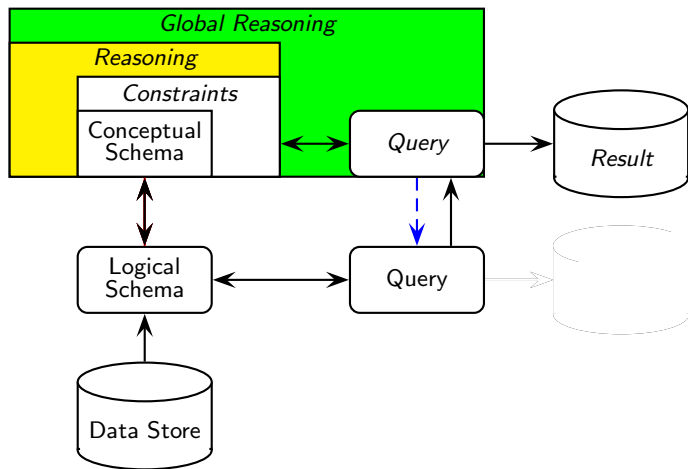 Global Reasoning
Reasoning
Constraints
Conceptual
Schema
Query
Result
Logical
Schema
Query
Data Store